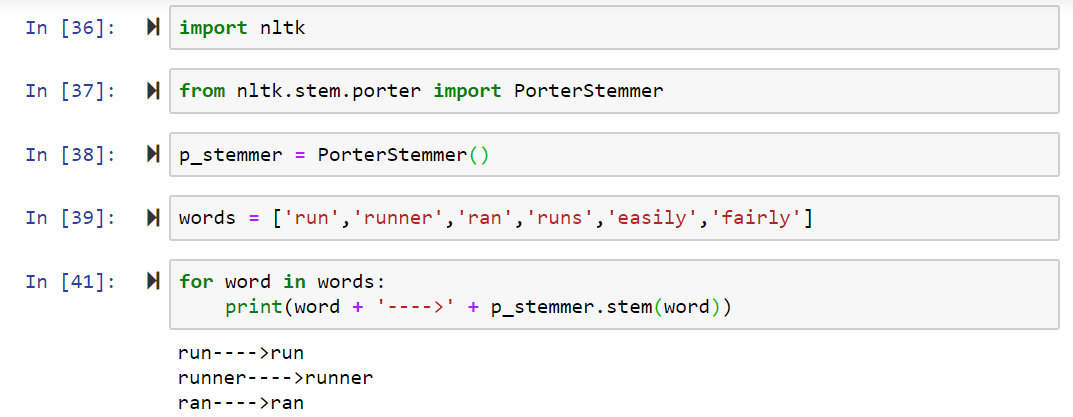 In [36]: import nltk
In [37]: from nltk.stem.porter import PorterStemmer
In [38]: p_stemmer = PorterStemmer()
In [39]: words = ['run','runner','ran','runs','easily','fairly']
In [41]: for word in words:
    print(word + '---->' + p_stemmer.stem(word))
run---->run
runner---->runner
ran---->ran